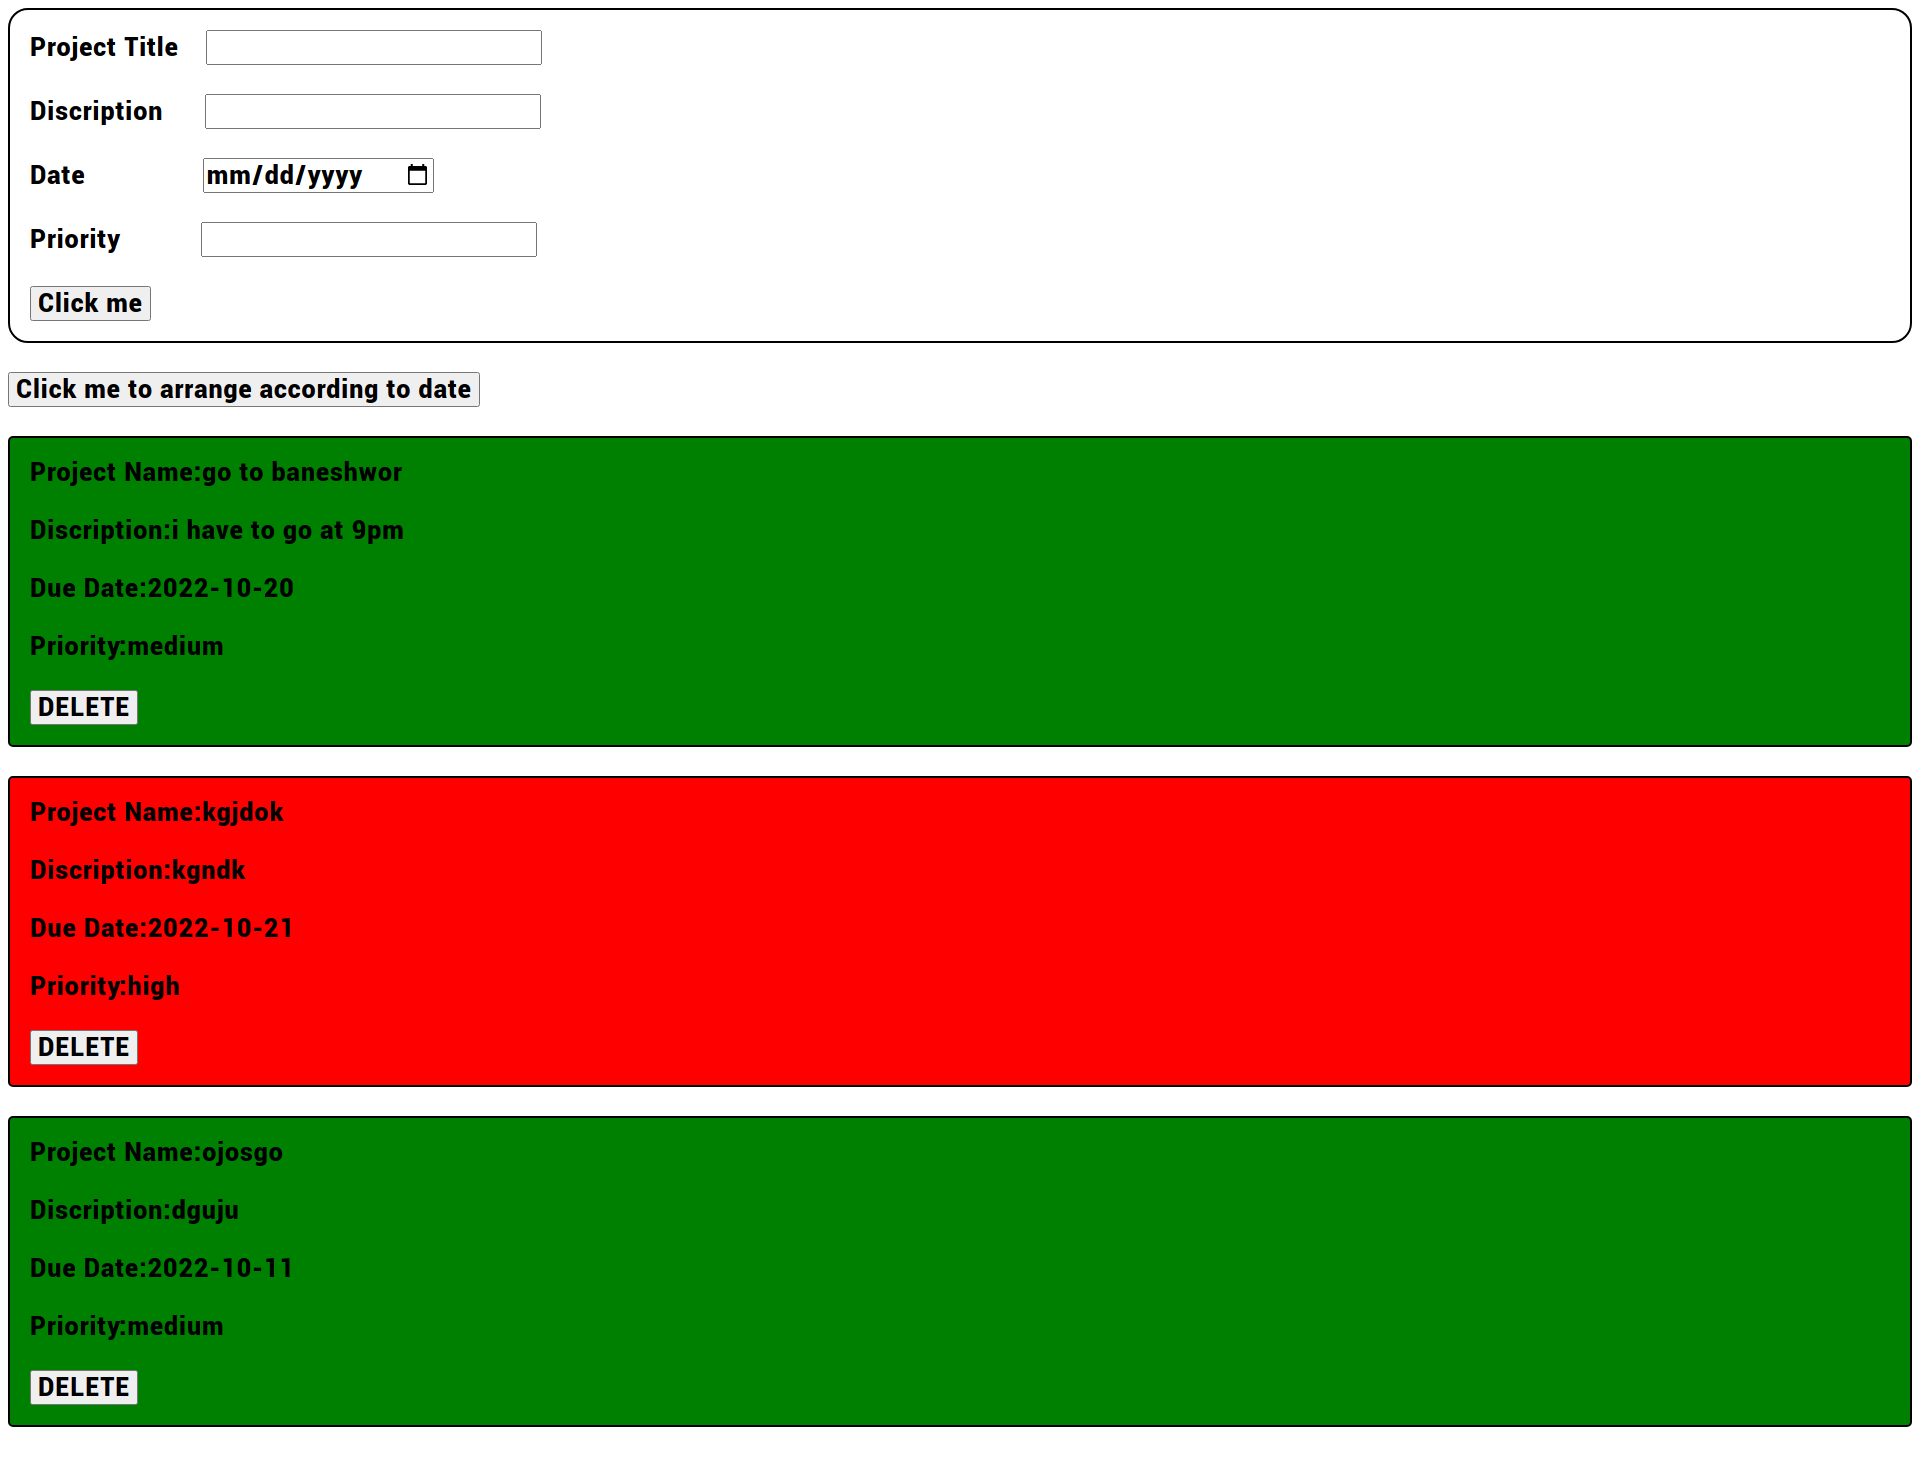 Project Title
Discription
Date mm/dd/yyyy
Priority
Click me
Click me to arrange according to date
Project Name:go to baneshwor
Discription:i have to go at 9pm
Due Date:2022-10-20
Priority:medium
DELETE
Project Name:kgjdok
Discription:kgndk
Due Date:2022-10-21
Priority:high
DELETE
Project Name:ojosgo
Discription:dguju
Due Date:2022-10-11
Priority:medium
DELETE